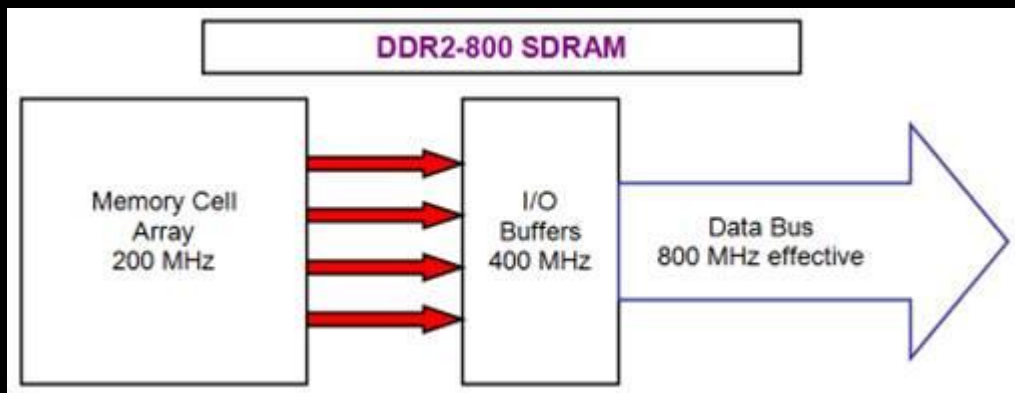 DDR2-800 SDRAM
Memory Cell
Array
200 MHz
I/O
Buffers
400 MHz
Data Bus
800 MHz effective